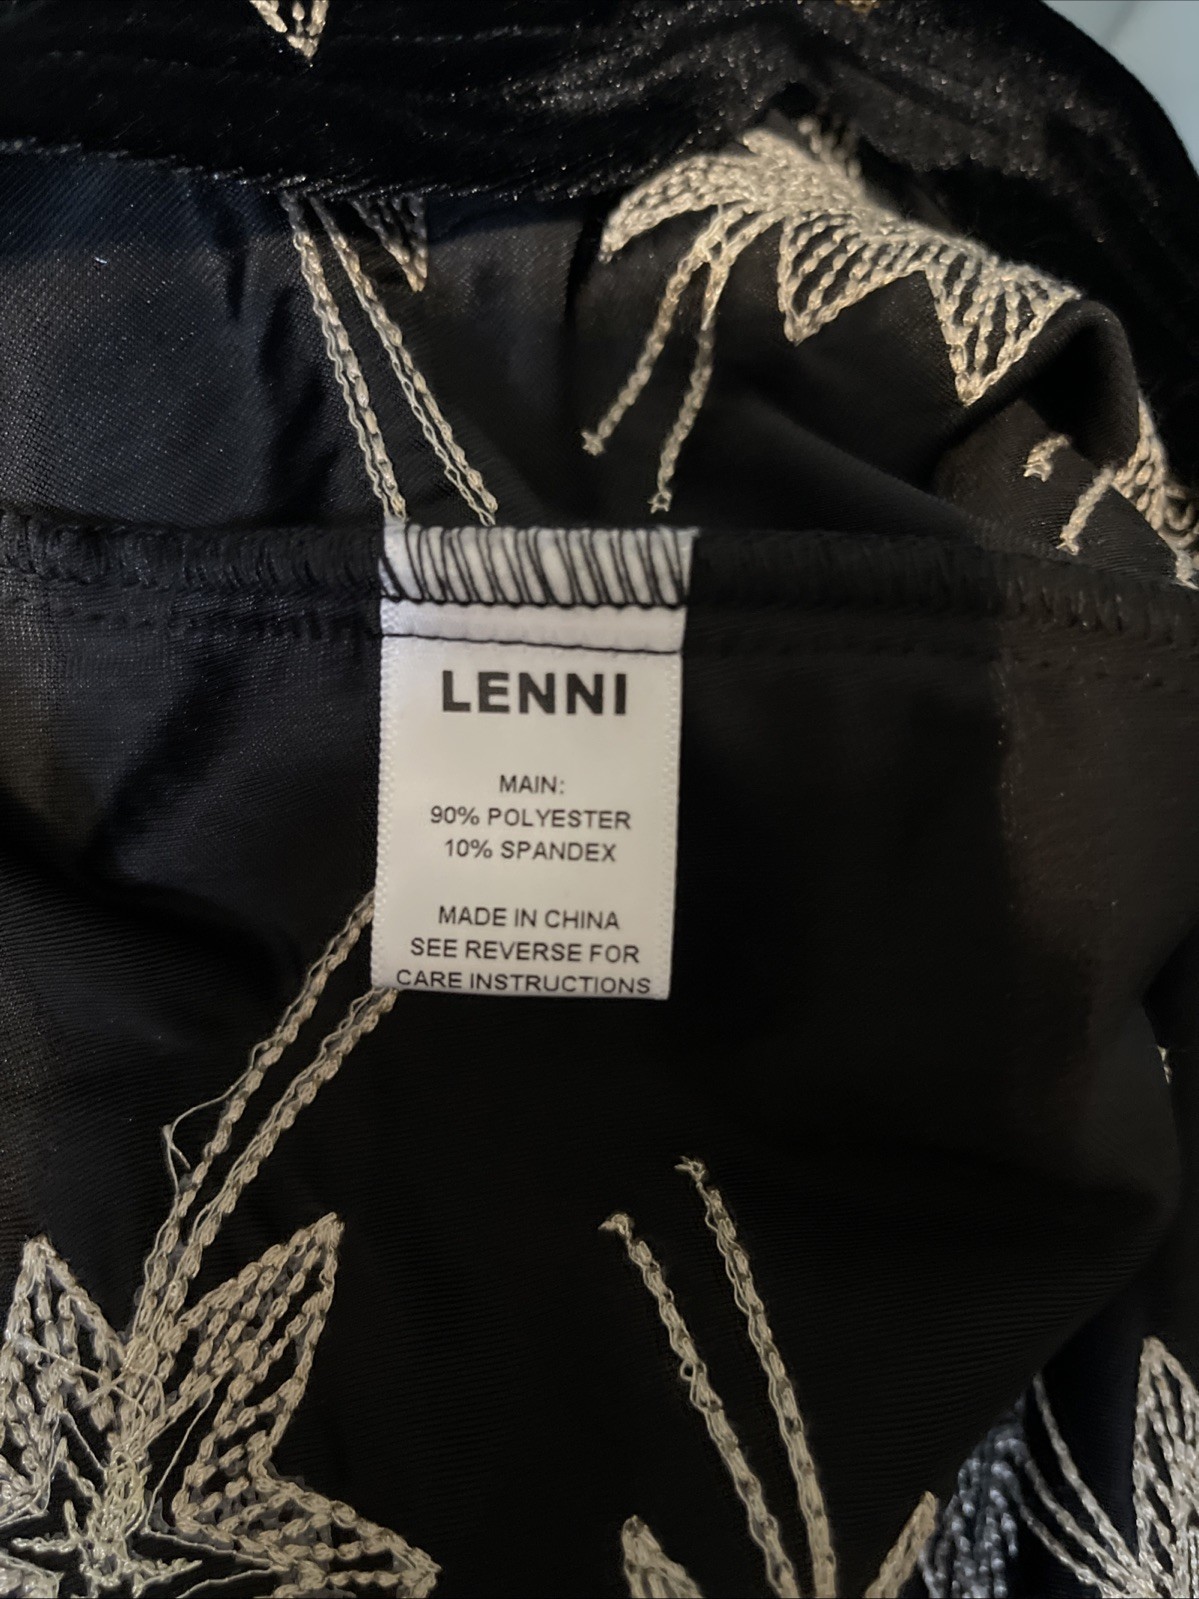 LENNI
MAIN:
90% POLYESTER
10% SPANDEX
MADE IN CHINA
SEE REVERSE FOR
CARE INSTRUCTIONS